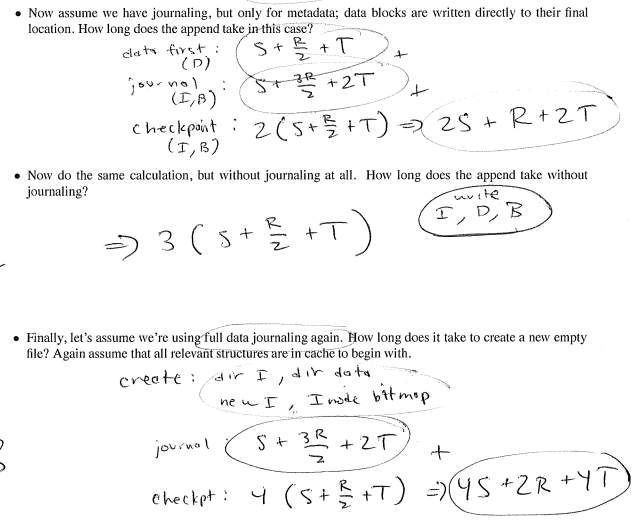 • Now assume we have journaling, but only for metadata; data blocks are written directly to their final
location. How long does the append take in this case?
data first : S + R/2 + T +
(D)
journal : S + 3R/2 + 2T +
(I,B)
checkpoint : 2 (S + R/2 + T) => 2S + R + 2T
(I, B)
• Now do the same calculation, but without journaling at all. How long does the append take without
journaling?
write
I, D, B
=> 3 (S + R/2 + T)
• Finally, let's assume we're using full data journaling again. How long does it take to create a new empty
file? Again assume that all relevant structures are in cache to begin with.
create : dir I, dir data
new I, Inode bitmap
journal S + 3R/2 + 2T +
checkpt : 4 (S + R/2 + T) => 4S + 2R + 4T